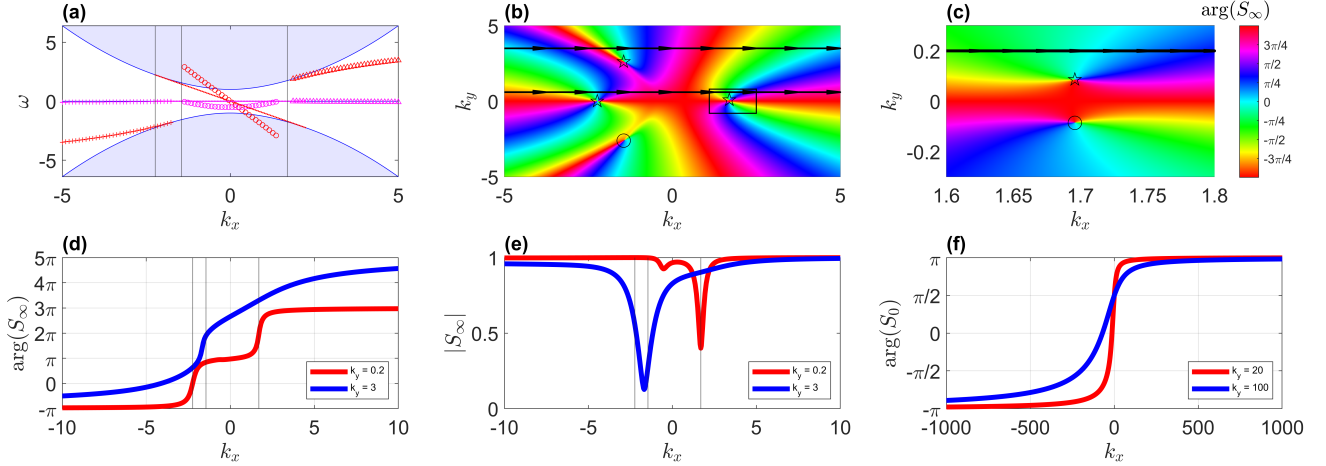 (a)
5
0
-5
ω
-5
0
5
k_x
(b)
5
0
-5
k_y
-5
0
5
k_x
(c)
0.2
0
-0.2
k_y
1.6
1.65
1.7
1.75
1.8
k_x
arg(S_∞)
3π/4
π/2
π/4
0
-π/4
-π/2
-3π/4
(d)
5π
4π
3π
2π
π
0
-π
arg(S_∞)
k_y = 0.2
k_y = 3
-10
-5
0
5
10
k_x
(e)
1
0.5
0
|S_∞|
k_y = 0.2
k_y = 3
-10
-5
0
5
10
k_x
(f)
π
π/2
0
-π/2
-π
arg(S_0)
k_y = 20
k_y = 100
-1000
-500
0
500
1000
k_x